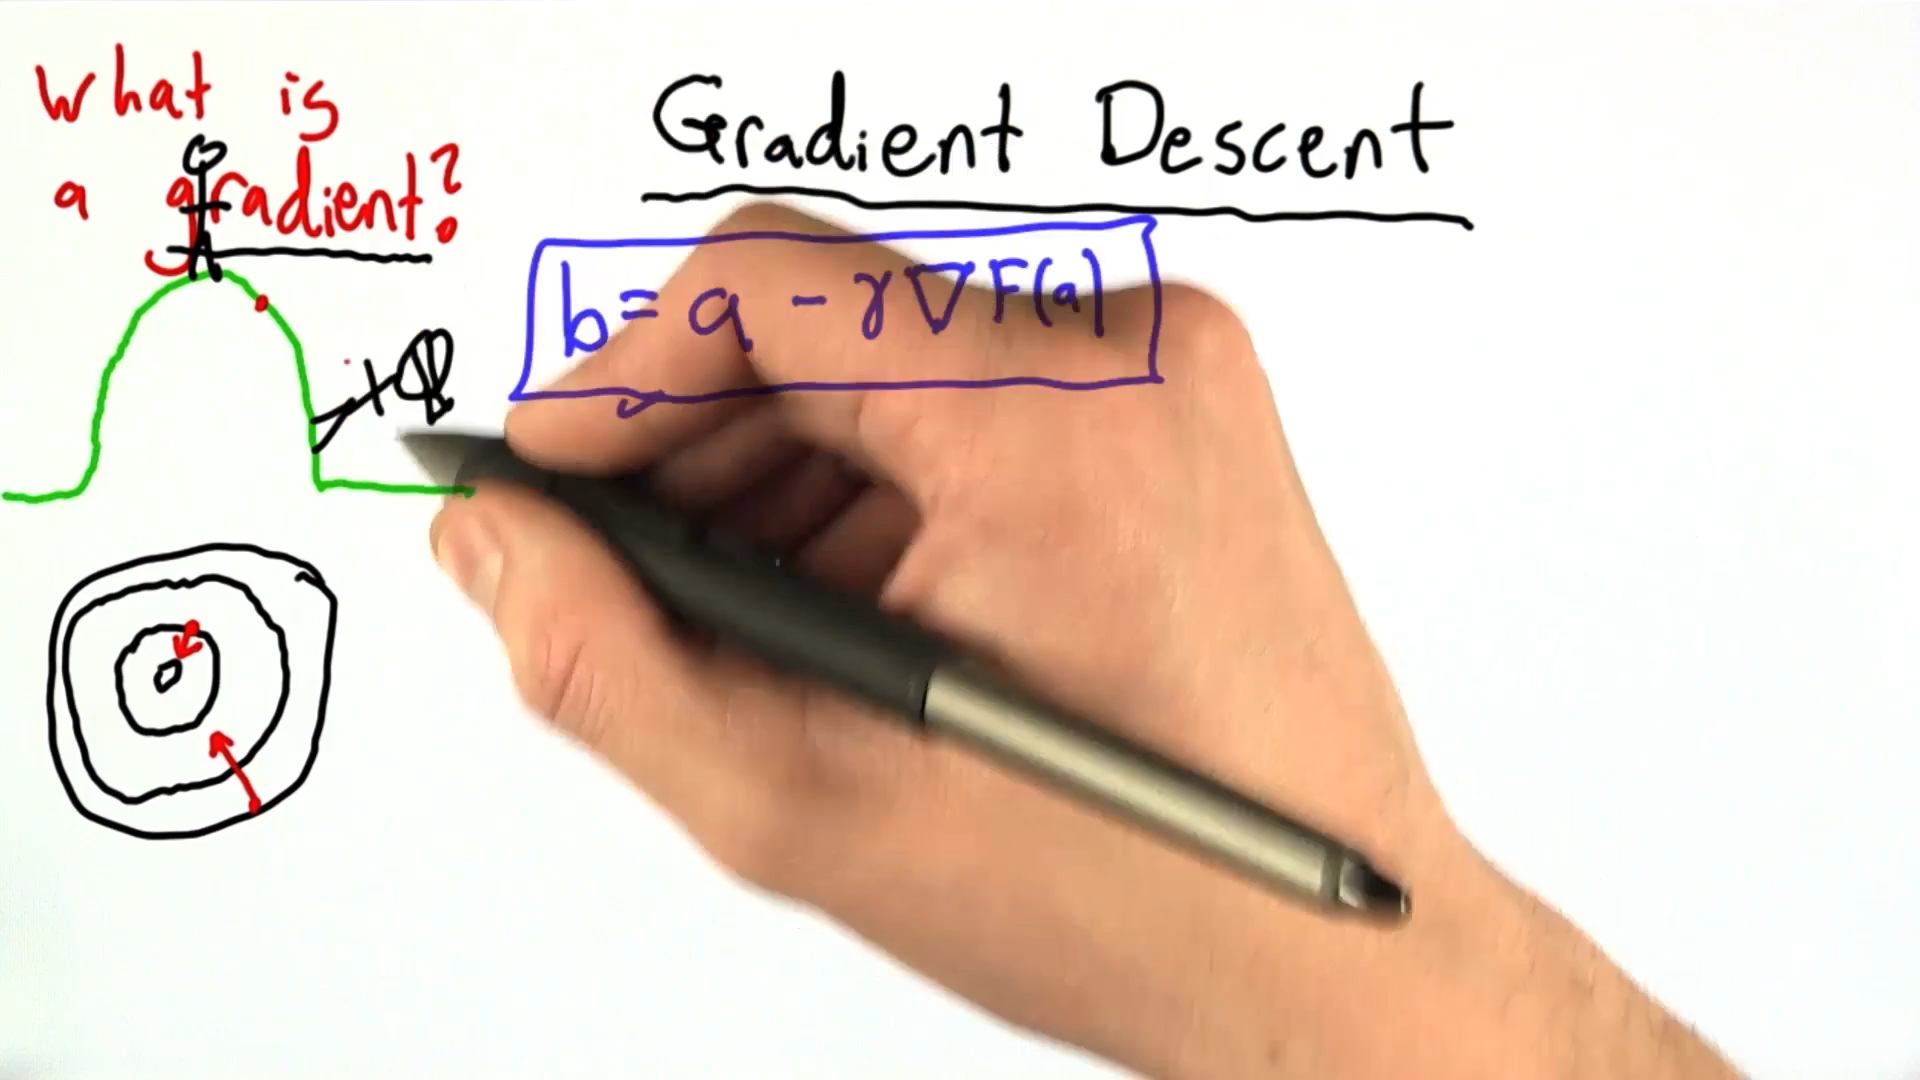 What is
a gradient?
Gradient Descent
b = a - γ∇F(a)